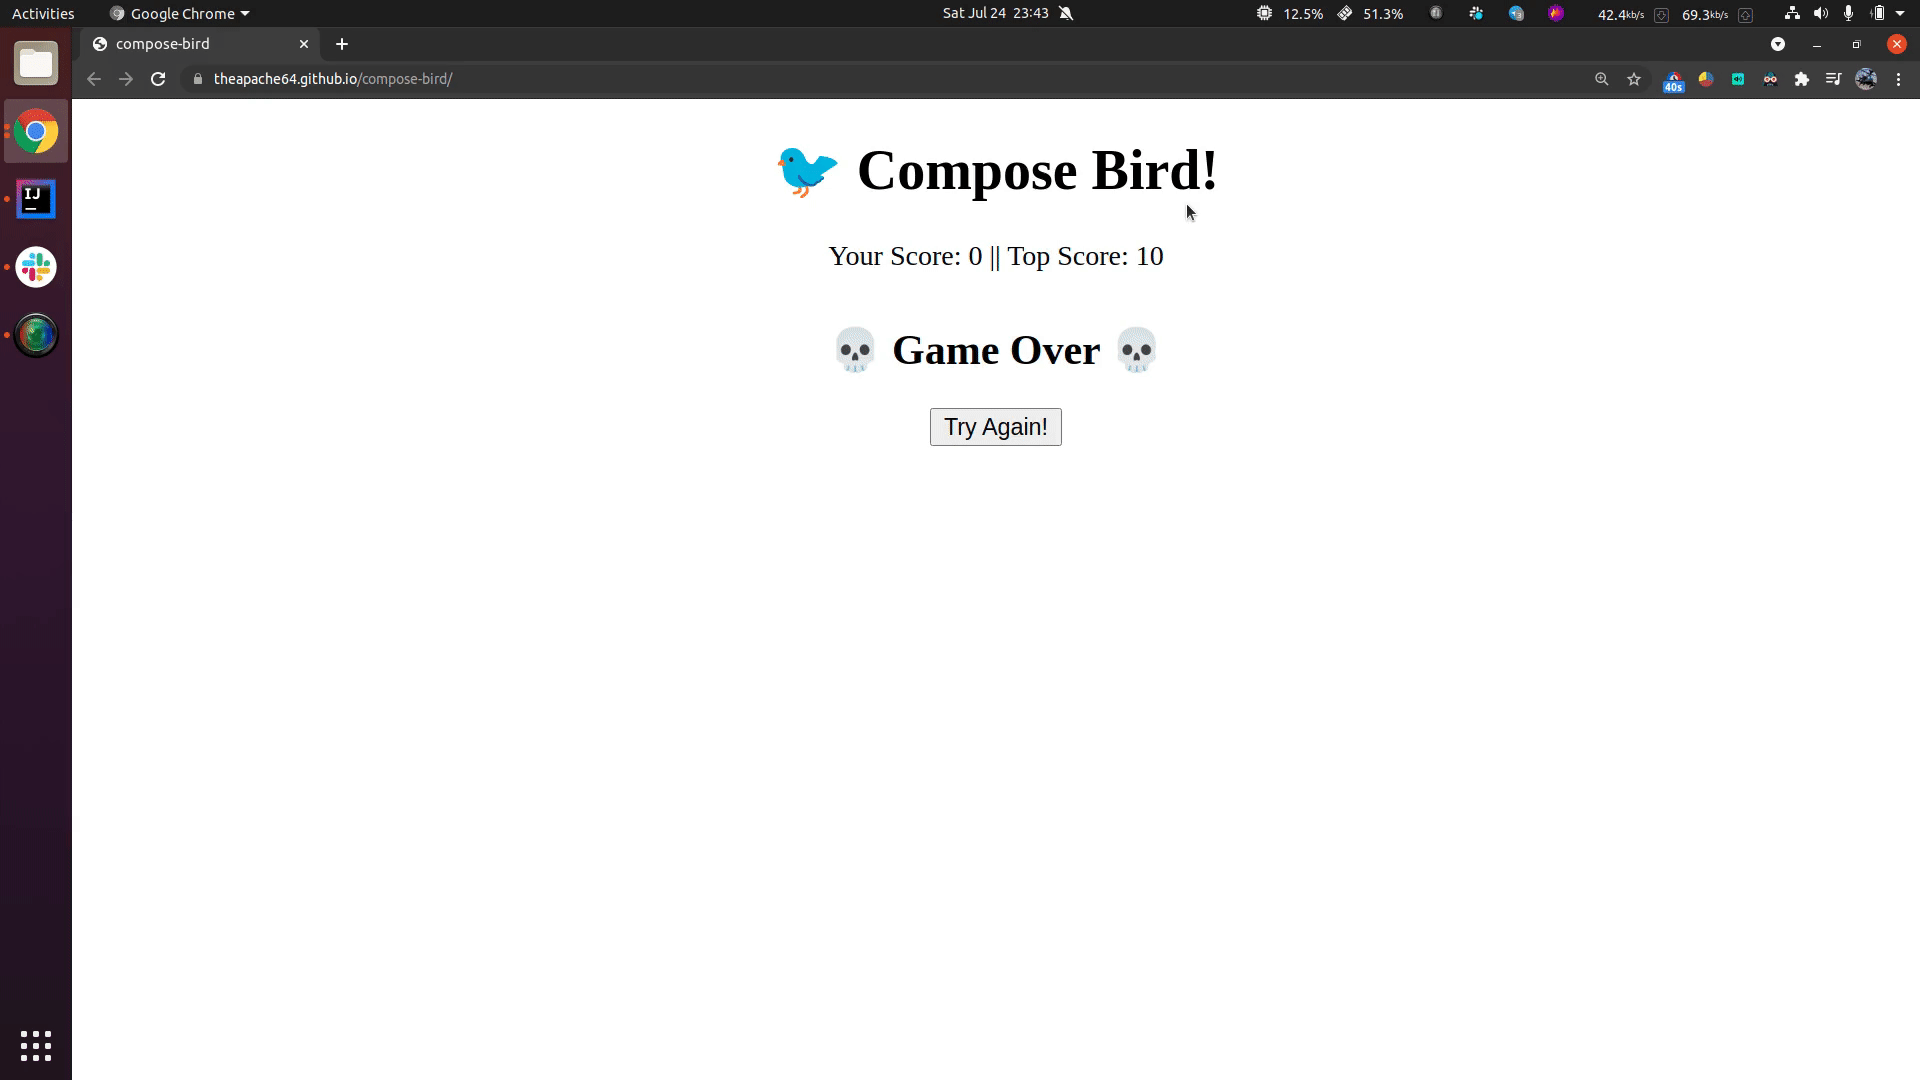 Activities
Google Chrome
Sat Jul 24 23:43
12.5%
51.3%
42.4kb/s
69.3kb/s
compose-bird
theapache64.github.io/compose-bird/
40s
IJ
Compose Bird!
Your Score: 0 || Top Score: 10
Game Over
Try Again!